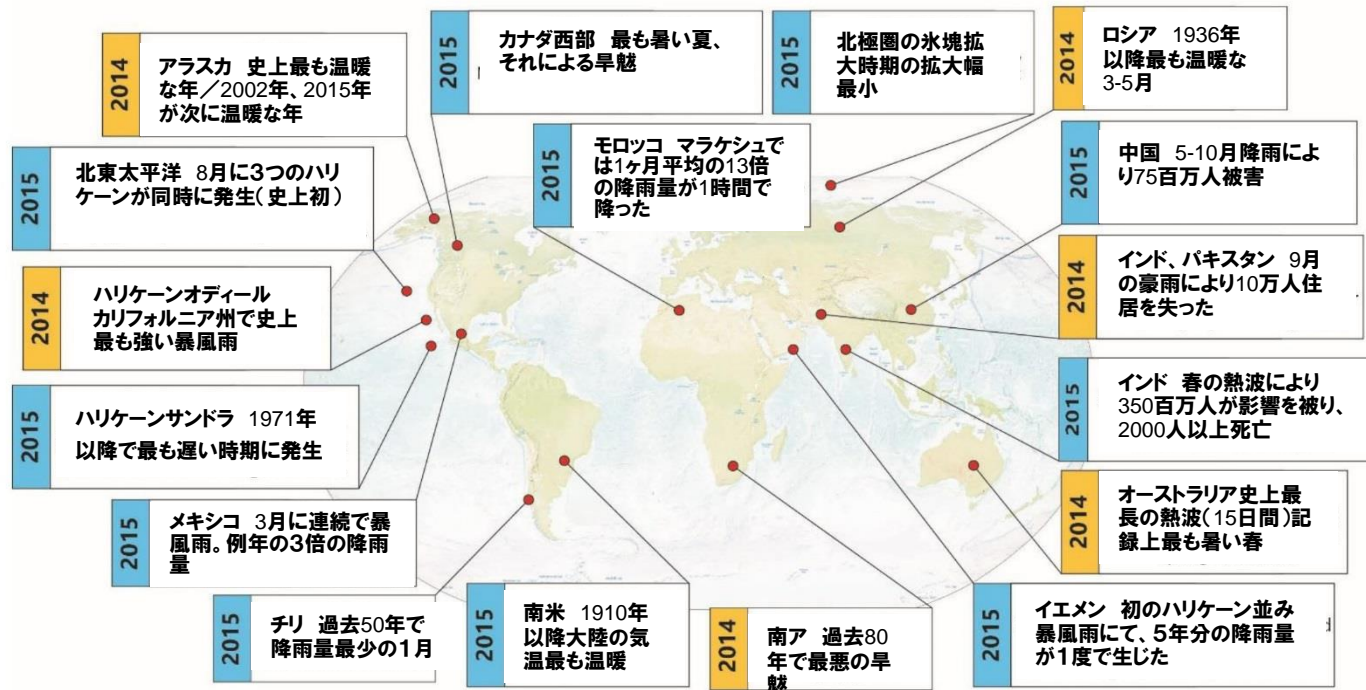 2014
アラスカ 史上最も温暖
な年／2002年、2015年
が次に温暖な年
2015
カナダ西部 最も暑い夏、
それによる旱魃
2015
北極圏の氷塊拡
大時期の拡大幅
最小
2014
ロシア 1936年
以降最も温暖な
3-5月
2015
北東太平洋 8月に3つのハリ
ケーンが同時に発生（史上初）
2015
モロッコ マラケシュで
は1ヶ月平均の13倍
の降雨量が1時間で
降った
2015
中国 5-10月降雨によ
り75百万人被害
2014
ハリケーンオディール
カリフォルニア州で史上
最も強い暴風雨
2014
インド、パキスタン 9月
の豪雨により10万人住
居を失った
2015
ハリケーンサンドラ 1971年
以降で最も遅い時期に発生
2015
インド 春の熱波により
350百万人が影響を被り、
2000人以上死亡
2015
メキシコ 3月に連続で暴
風雨。例年の3倍の降雨
量
2014
オーストラリア史上最
長の熱波（15日間）記
録上最も暑い春
2015
チリ 過去50年で
降雨量最少の1月
2015
南米 1910年
以降大陸の気
温最も温暖
2014
南ア 過去80
年で最悪の旱
魃
2015
イエメン 初のハリケーン並み
暴風雨にて、5年分の降雨量
が1度で生じた